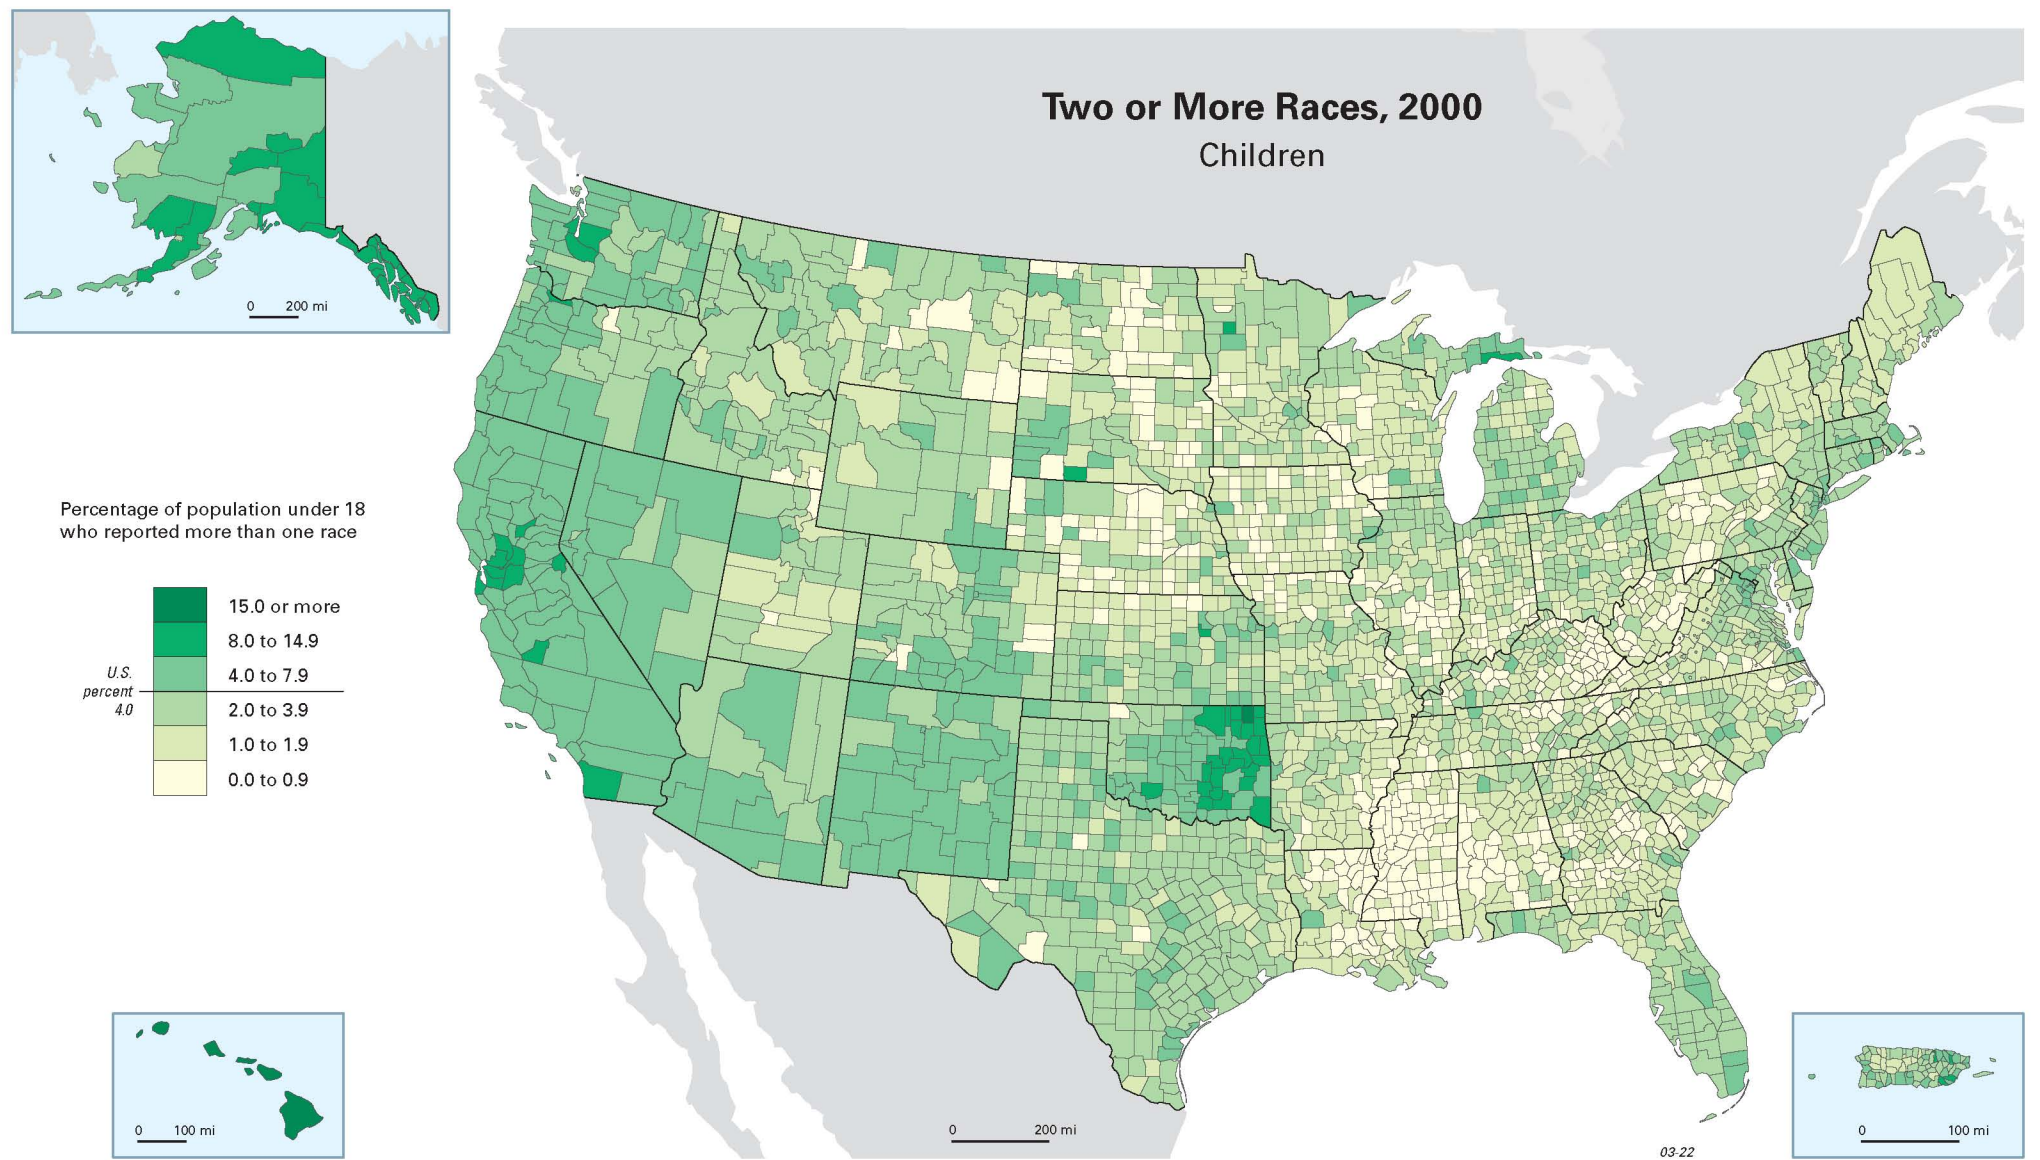 Two or More Races, 2000
Children
0 200 mi
Percentage of population under 18
who reported more than one race
15.0 or more
8.0 to 14.9
4.0 to 7.9
U.S.
percent
4.0
2.0 to 3.9
1.0 to 1.9
0.0 to 0.9
0 100 mi
0 200 mi
0 100 mi
03-22